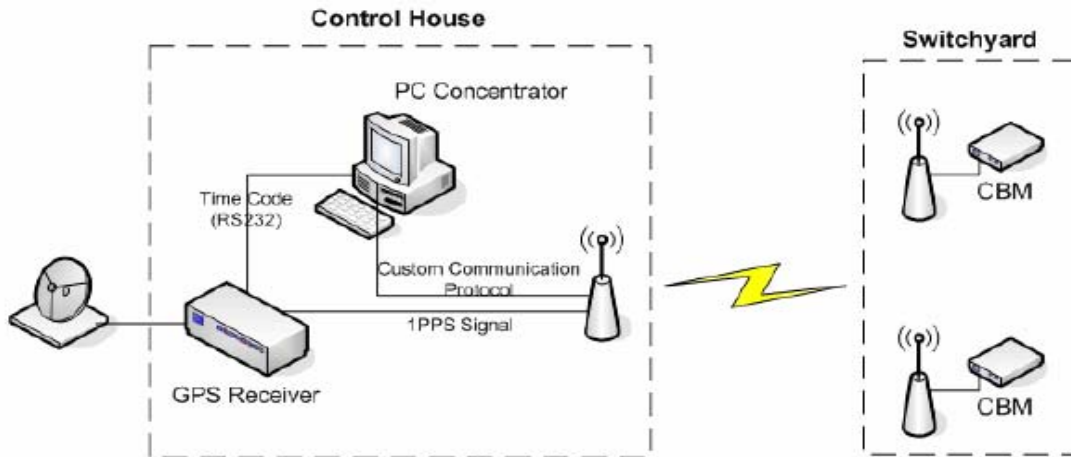 Control House
Switchyard
PC Concentrator
Time Code
(RS232)
CBM
Custom Communication
Protocol
1PPS Signal
GPS Receiver
CBM